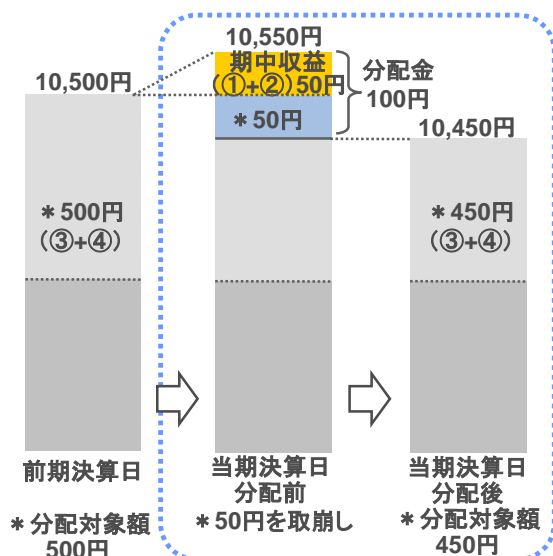 10,550円
期中収益
(①+②)50円
分配金
100円
10,500円
＊50円
10,450円
＊500円
(③+④)
＊450円
(③+④)
前期決算日
当期決算日
分配前
当期決算日
分配後
＊分配対象額
500円
＊50円を取崩し
＊分配対象額
450円